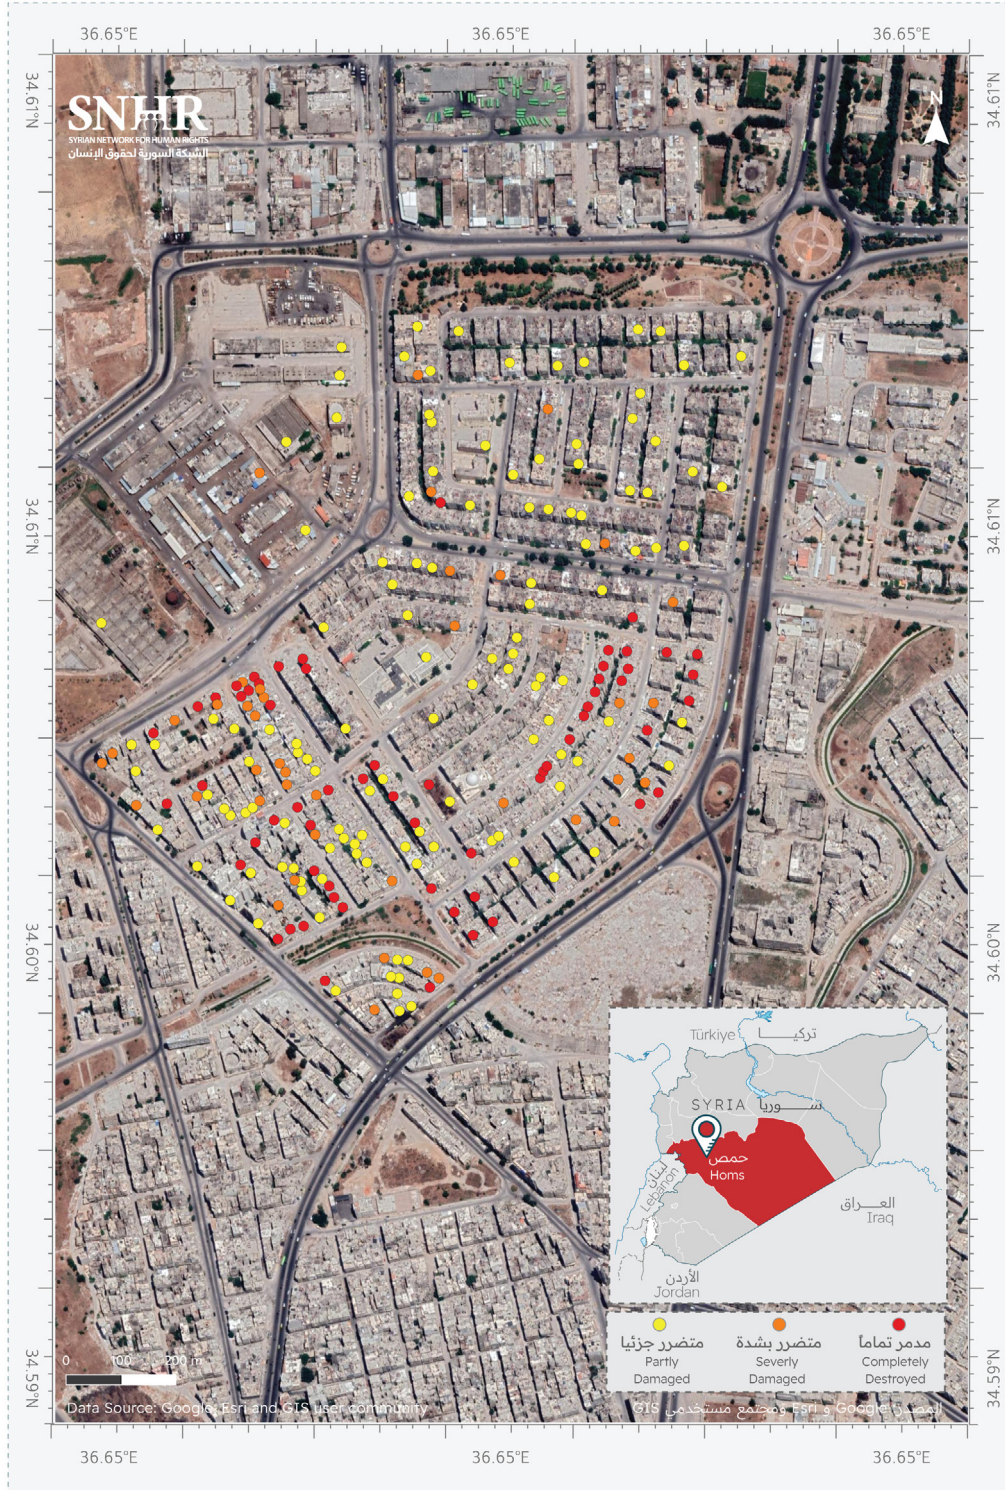 36.65°E 36.65°E 36.65°E
34.61°N 34.61°N
SNHR
SYRIAN NETWORK FOR HUMAN RIGHTS
الشبكة السورية لحقوق الإنسان
N
34.61°N 34.61°N
34.60°N 34.60°N
Türkiye تركيـــــا
SYRIA ســـــوريا
حمص
Homs
لبنان
Lebanon
العـــراق
Iraq
الأردن
Jordan
متضرر جزئيا متضرر بشدة مدمر تماماً
Partly Severly Completely
Damaged Damaged Destroyed
0 100 200 m
34.59°N 34.59°N
Data Source: Google, Esri and GIS user community
المصدر: Google و Esri ومجتمع مستخدمي GIS
36.65°E 36.65°E 36.65°E